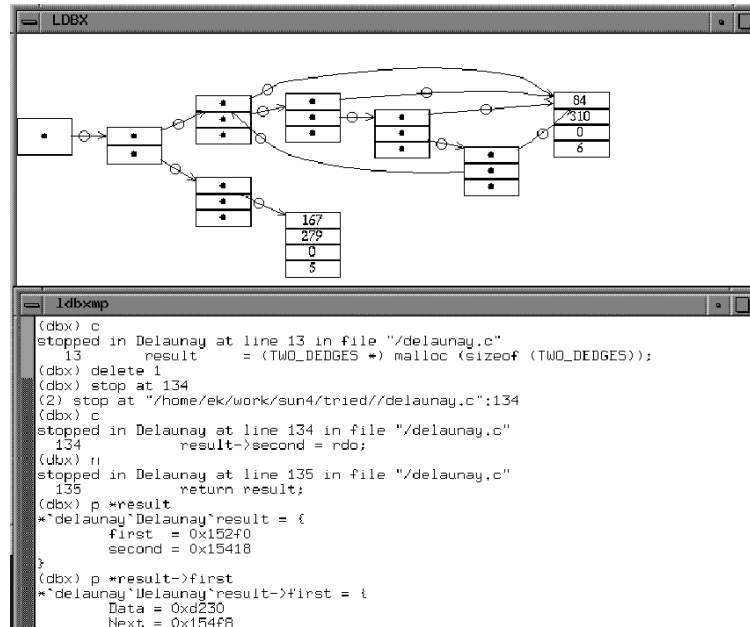 LDBX
84
310
0
6
167
279
0
5
ldbxmp
(dbx) c
stopped in Delaunay at line 13 in file "/delaunay.c"
13 result = (TWO_DEDGES *) malloc (sizeof (TWO_DEDGES));
(dbx) delete 1
(dbx) stop at 134
(2) stop at "/home/ek/work/sun4/tried//delaunay.c":134
(dbx) c
stopped in Delaunay at line 134 in file "/delaunay.c"
134 result->second = rdo;
(dbx) n
stopped in Delaunay at line 135 in file "/delaunay.c"
135 return result;
(dbx) p *result
*`delaunay`Delaunay`result = {
first = 0x152f0
second = 0x15418
}
(dbx) p *result->first
*`delaunay`Delaunay`result->first = {
Data = 0xd230
Next = 0x154f8